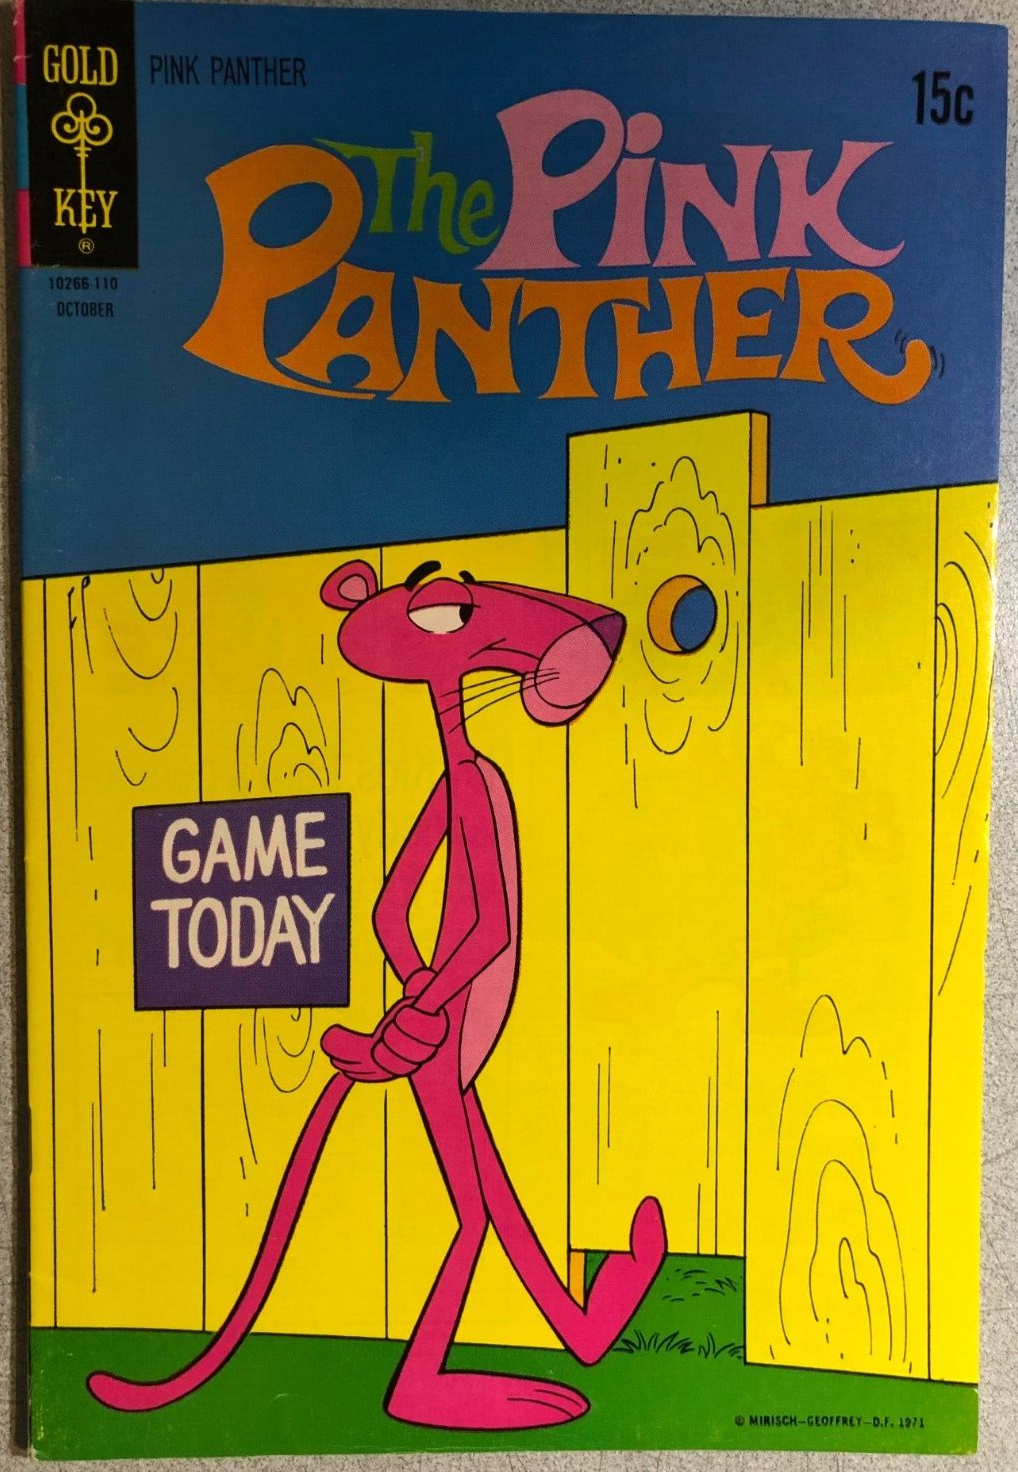 GOLD
KEY
®
PINK PANTHER
15c
10266-110
OCTOBER
The PiNK
PANTHER
GAME
TODAY
© MIRISCH—GEOFFREY—D.F. 1971